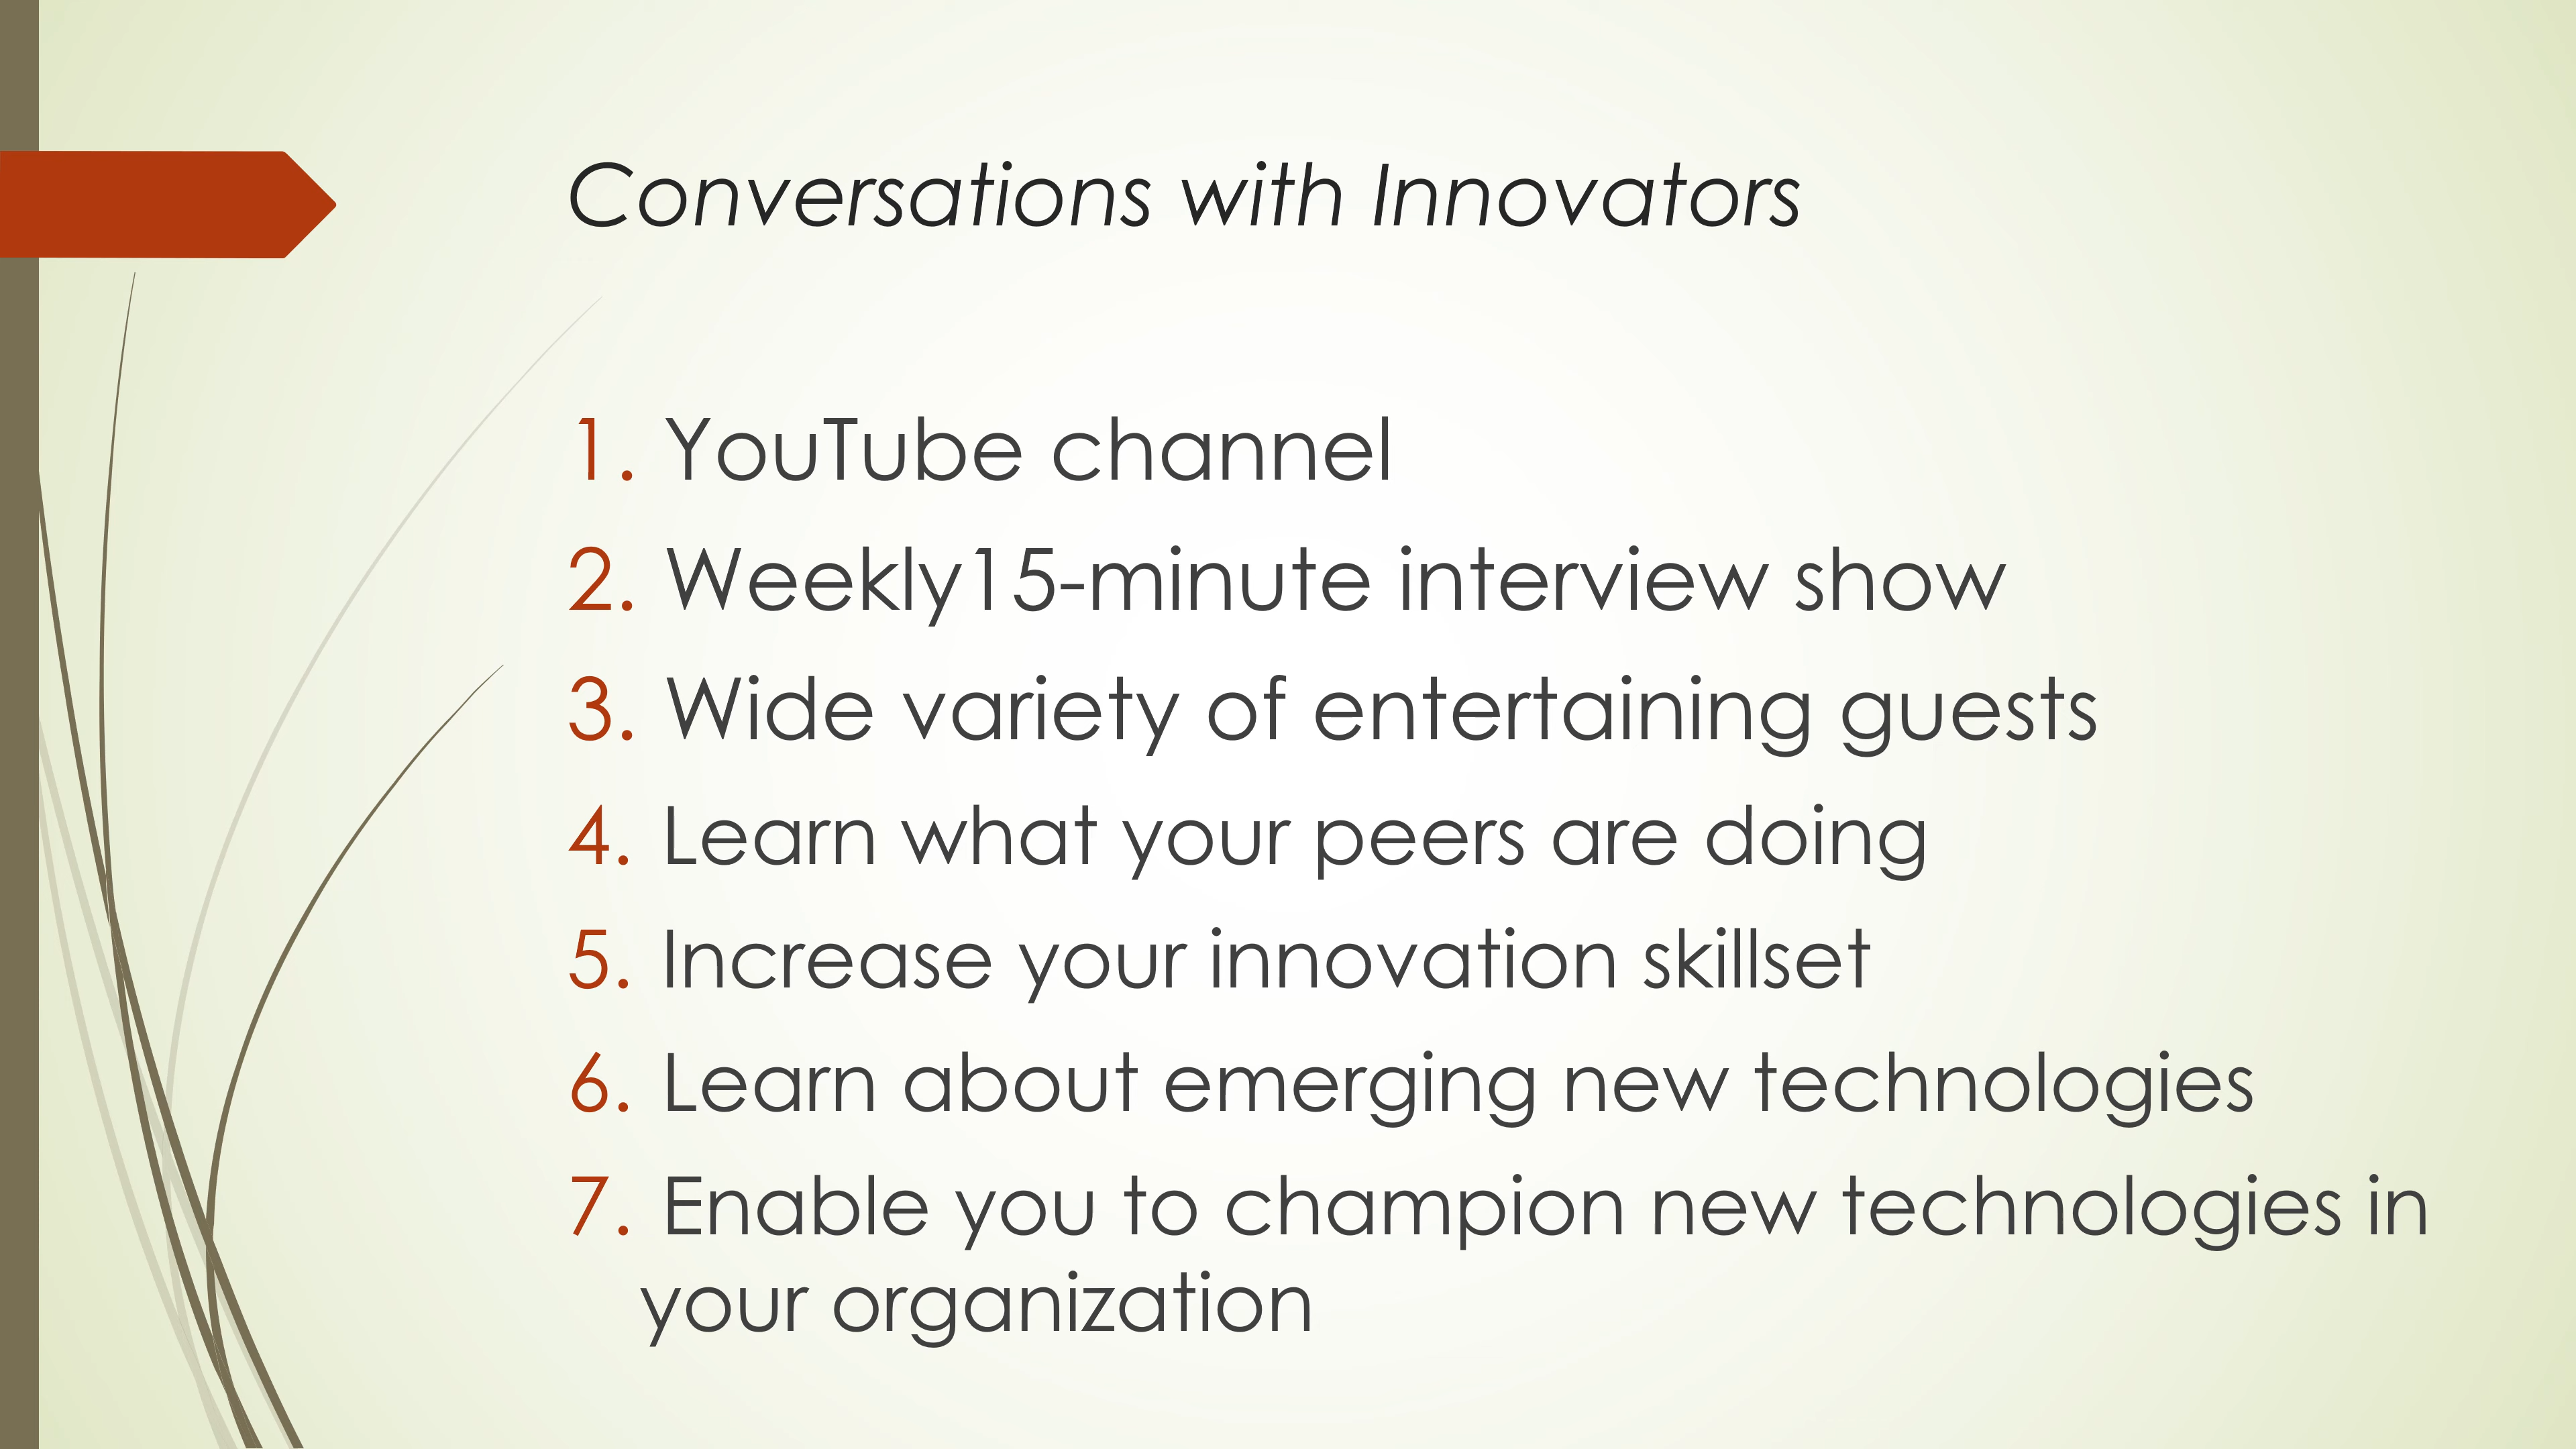 Conversations with Innovators
1. YouTube channel
2. Weekly15-minute interview show
3. Wide variety of entertaining guests
4. Learn what your peers are doing
5. Increase your innovation skillset
6. Learn about emerging new technologies
7. Enable you to champion new technologies in
your organization